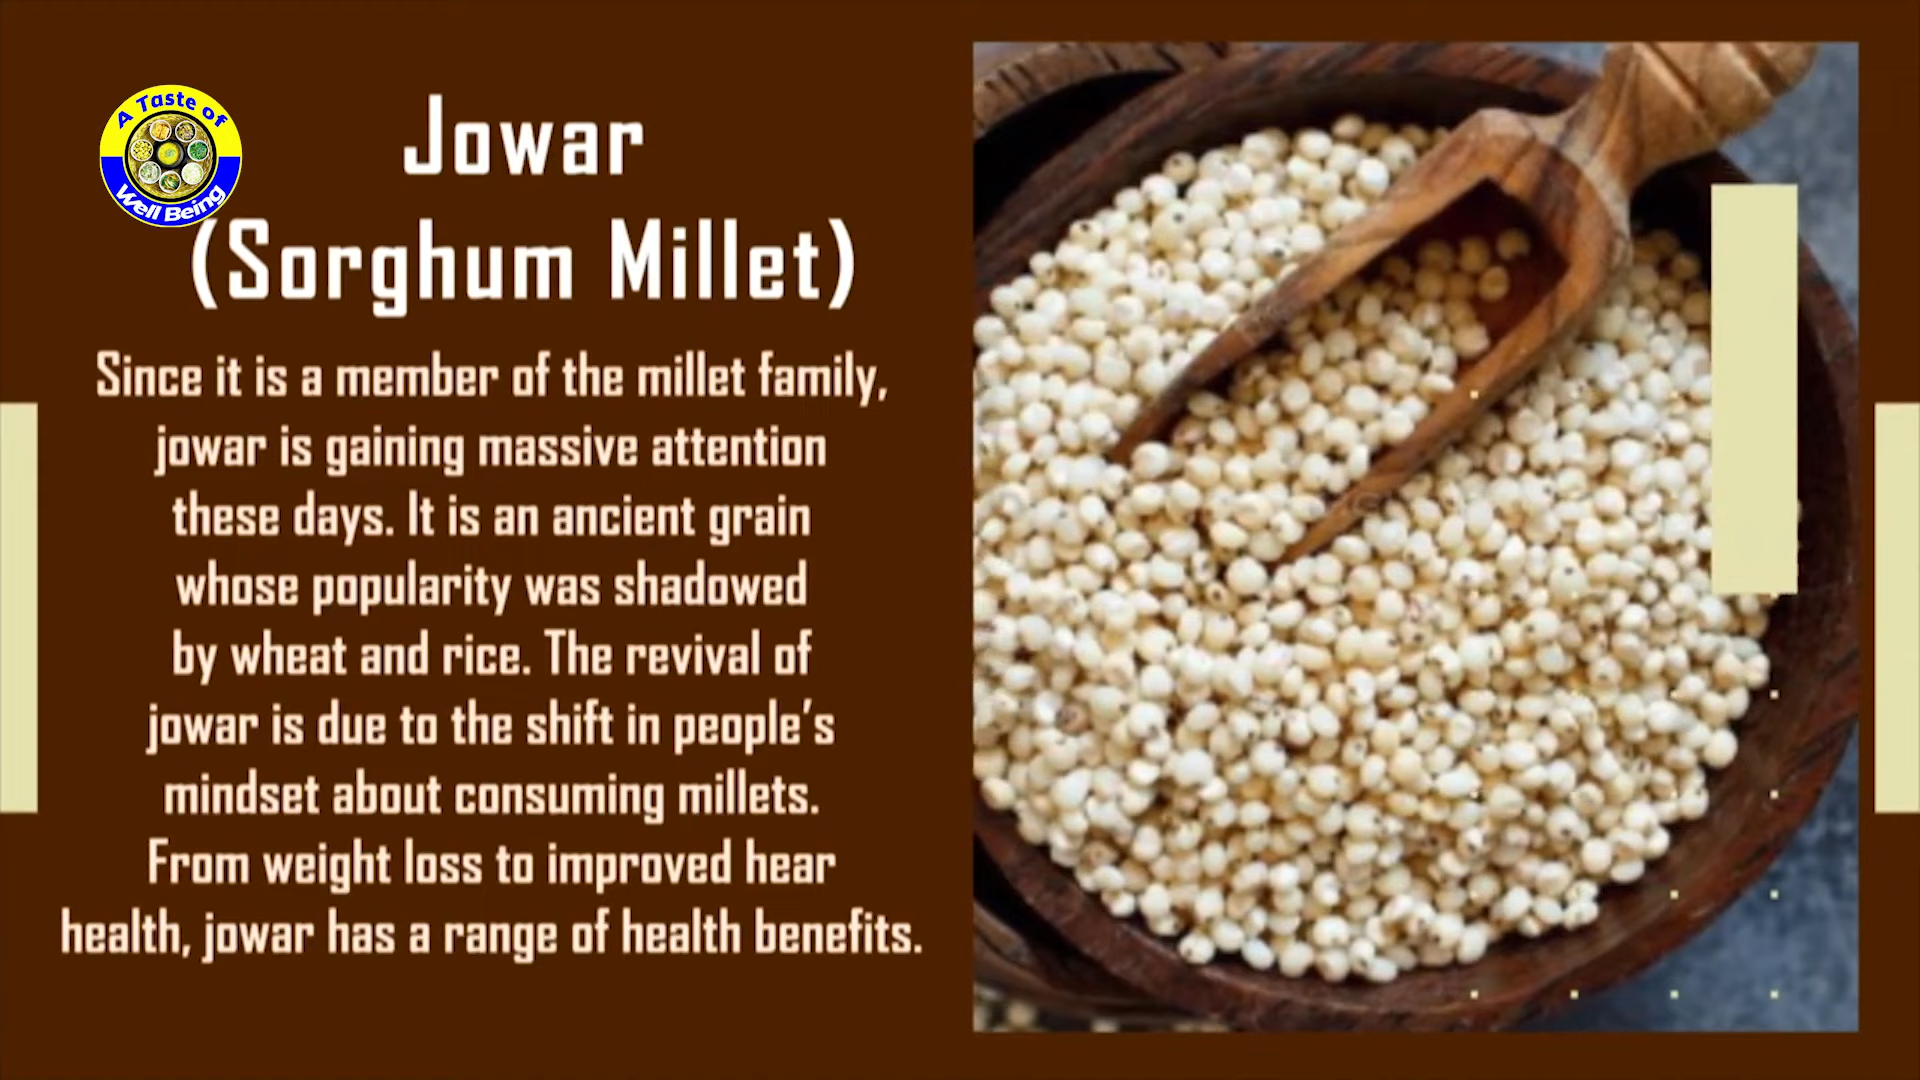 A Taste of
Well Being
Jowar
(Sorghum Millet)
Since it is a member of the millet family,
jowar is gaining massive attention
these days. It is an ancient grain
whose popularity was shadowed
by wheat and rice. The revival of
jowar is due to the shift in people's
mindset about consuming millets.
From weight loss to improved hear
health, jowar has a range of health benefits.